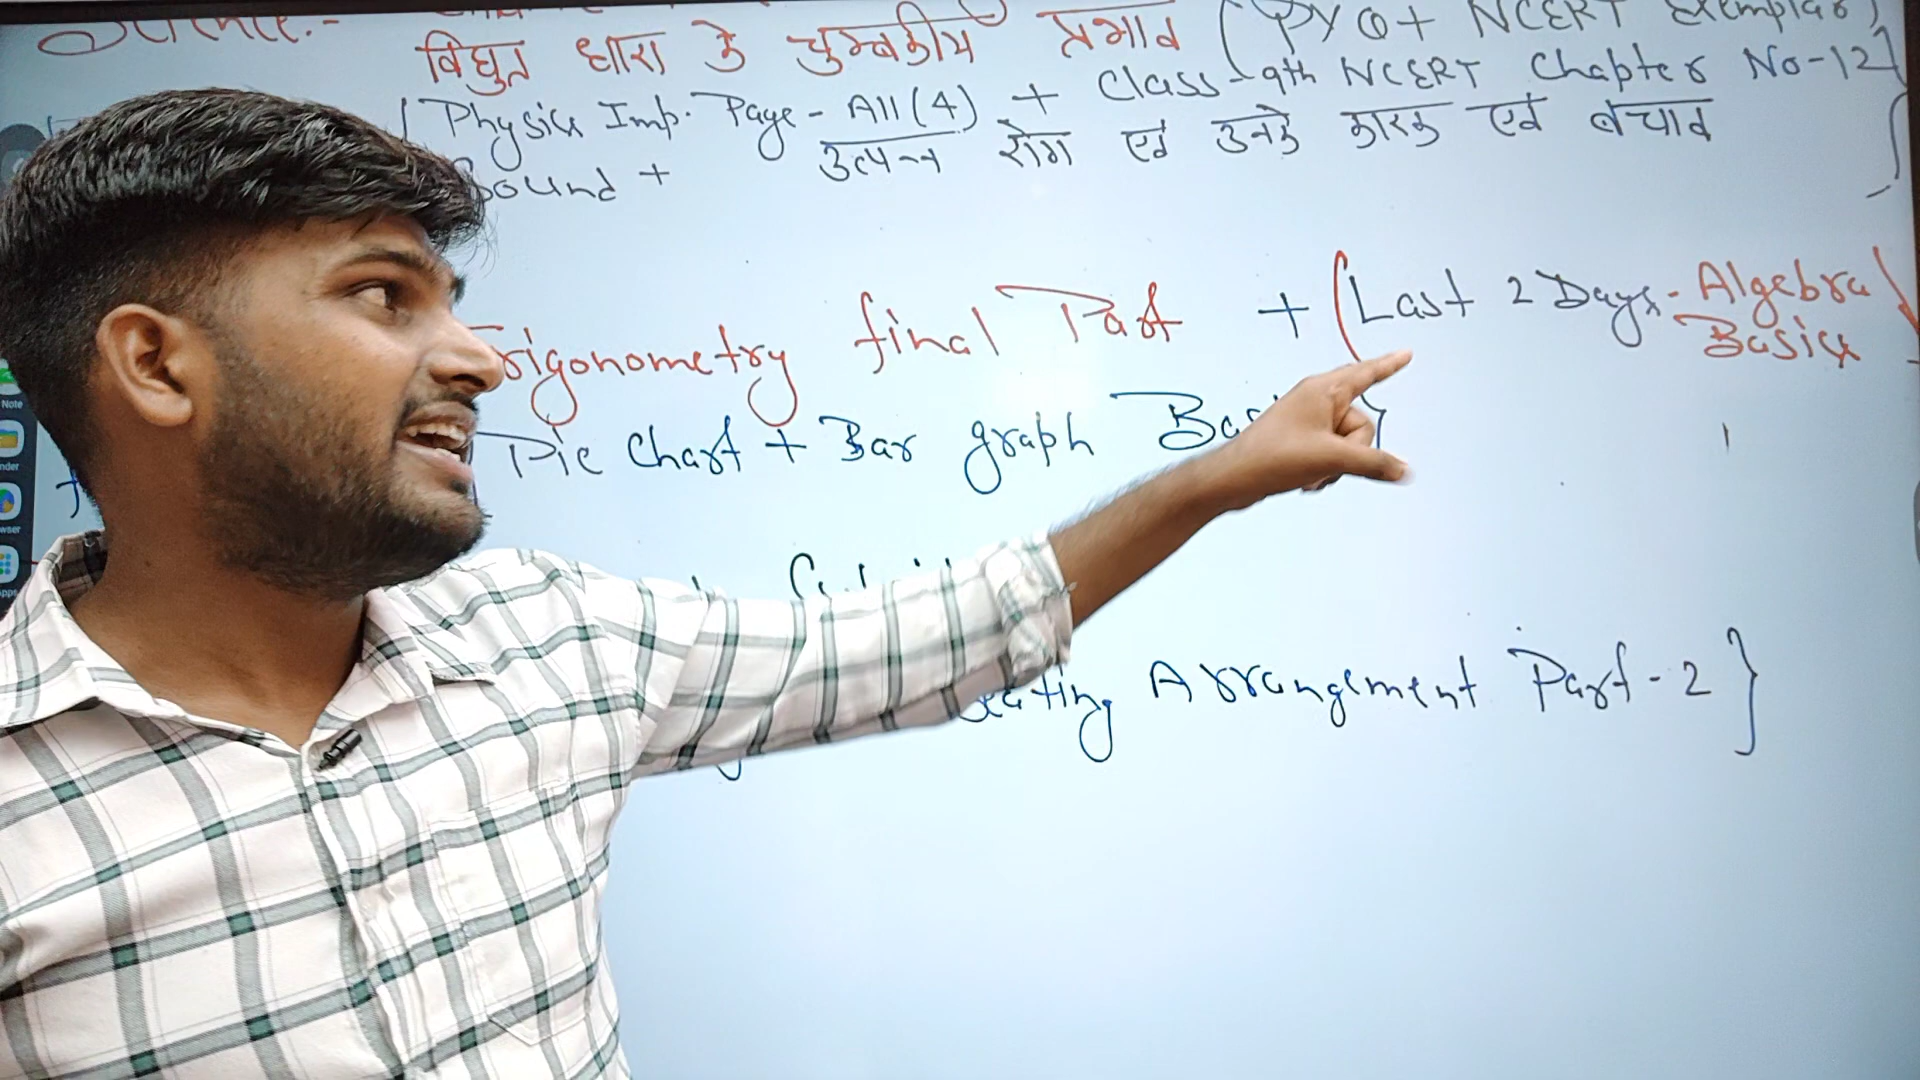 विद्युत धारा के चुम्बकीय प्रभाव (PYQ + NCERT Exemplar)
(Physics Imp. Page - All (4) + Class - 9th NCERT Chapter No-12)
Sound + उत्पन्न रोग एवं उनके कारक एवं बचाव
Trigonometry final Part + (Last 2 Days - Algebra Basics)
Pie Chart + Bar graph
Seating Arrangement Part - 2 }
Note